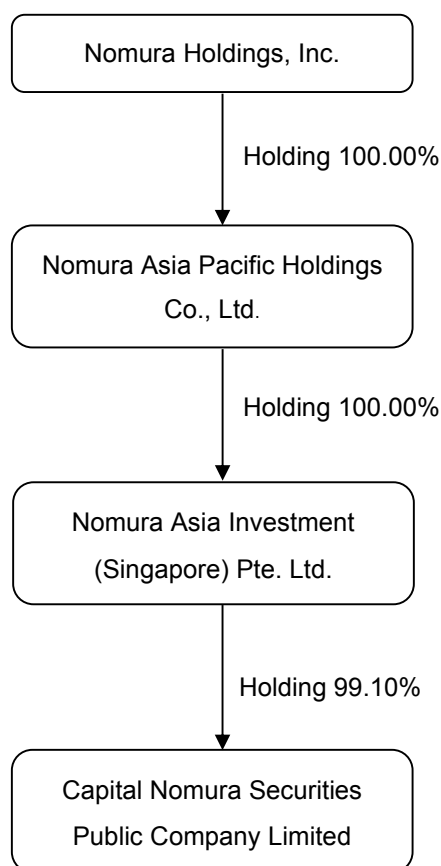 Nomura Holdings, Inc.
Holding 100.00%
Nomura Asia Pacific Holdings
Co., Ltd.
Holding 100.00%
Nomura Asia Investment
(Singapore) Pte. Ltd.
Holding 99.10%
Capital Nomura Securities
Public Company Limited